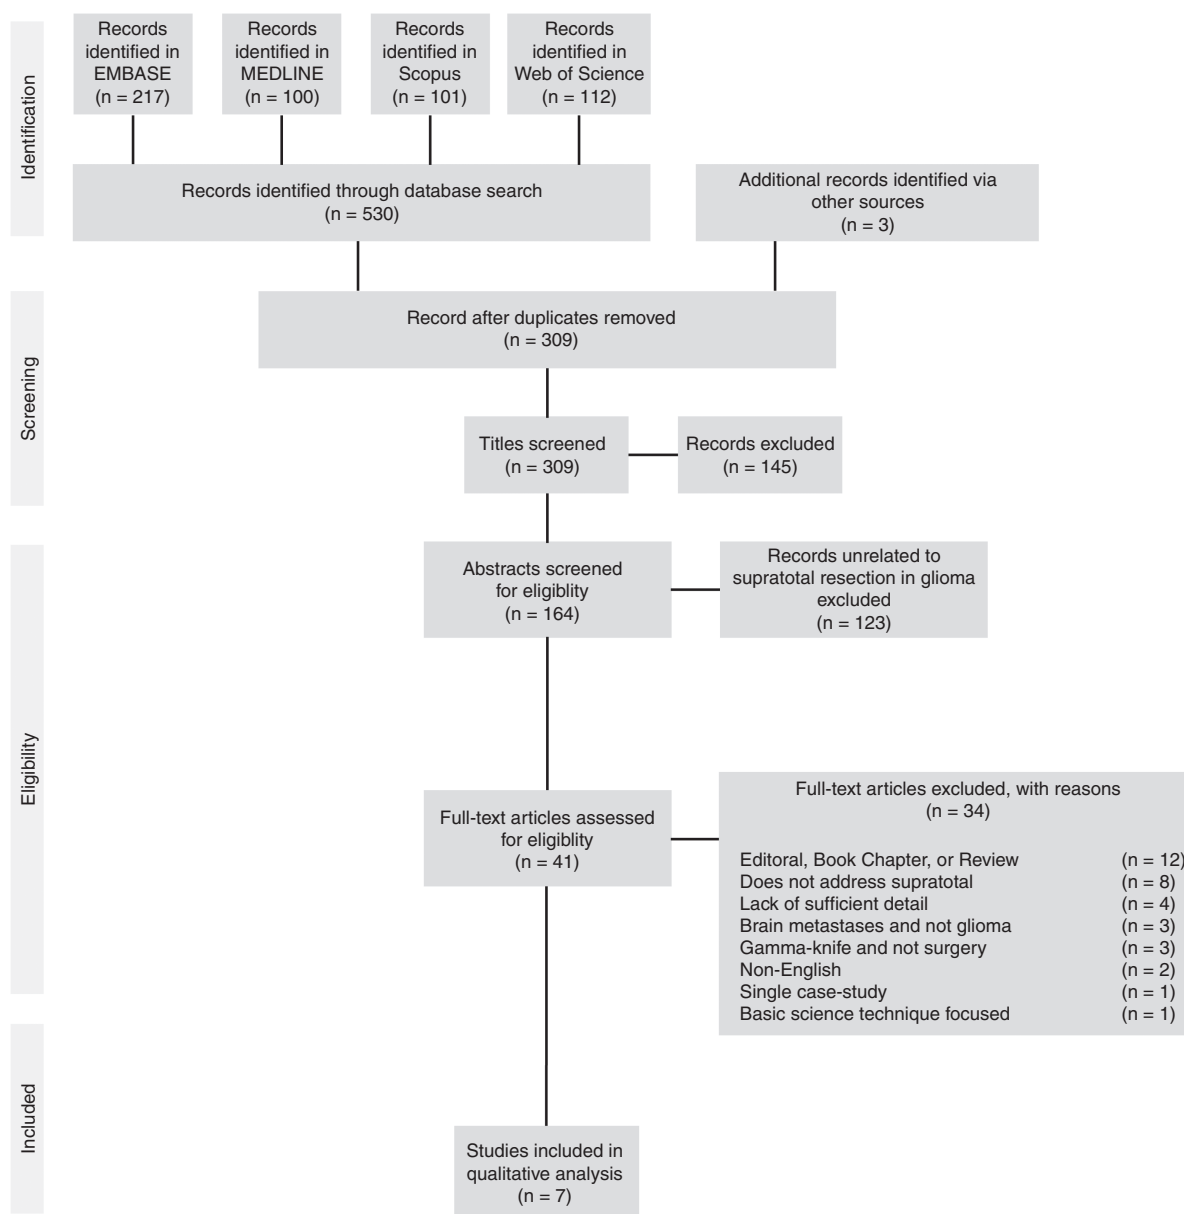 Identification
Records
identified in
EMBASE
(n = 217)
Records
identified in
MEDLINE
(n = 100)
Records
identified in
Scopus
(n = 101)
Records
identified in
Web of Science
(n = 112)
Records identified through database search
(n = 530)
Additional records identified via
other sources
(n = 3)
Screening
Record after duplicates removed
(n = 309)
Titles screened
(n = 309)
Records excluded
(n = 145)
Eligibility
Abstracts screened
for eligiblity
(n = 164)
Records unrelated to
supratotal resection in glioma
excluded
(n = 123)
Full-text articles assessed
for eligiblity
(n = 41)
Full-text articles excluded, with reasons
(n = 34)
Editoral, Book Chapter, or Review (n = 12)
Does not address supratotal (n = 8)
Lack of sufficient detail (n = 4)
Brain metastases and not glioma (n = 3)
Gamma-knife and not surgery (n = 3)
Non-English (n = 2)
Single case-study (n = 1)
Basic science technique focused (n = 1)
Included
Studies included in
qualitative analysis
(n = 7)